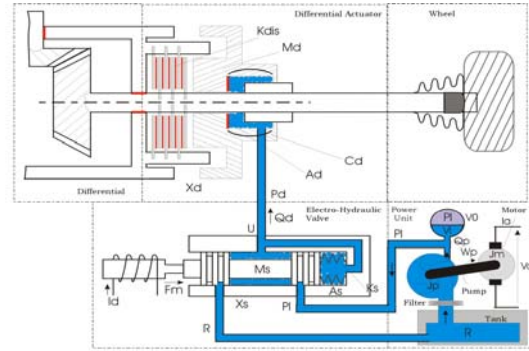 Differential Actuator
Wheel
Kdis
Md
Ad
Cd
Xd
Pd
Differential
Qd
Electro-Hydraulic
Valve
Power
Unit
Pl
V0
Motor
Ia
U
Pl
Qp
Wp
Jm
Ms
Ks
As
Jp
Pump
Id
Fm
Xs
Pl
Filter
Tank
R
R